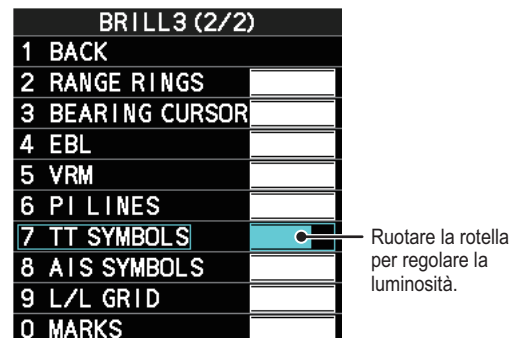 BRILL3 (2/2)
1 BACK
2 RANGE RINGS
3 BEARING CURSOR
4 EBL
5 VRM
6 PI LINES
7 TT SYMBOLS
8 AIS SYMBOLS
9 L/L GRID
0 MARKS
Ruotare la rotella
per regolare la
luminosità.